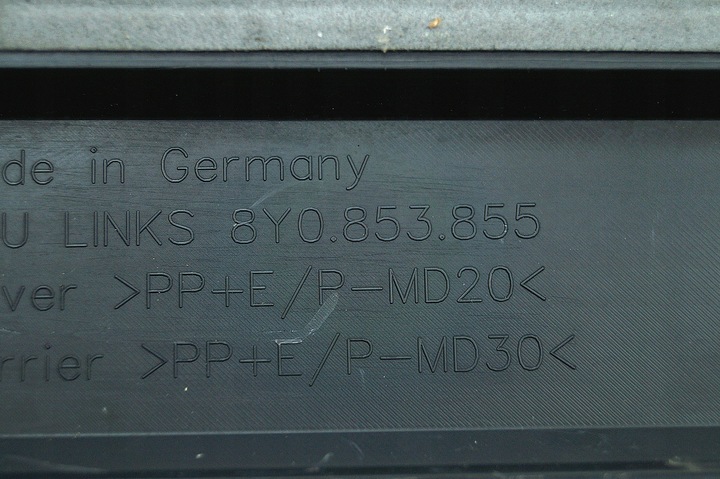 de in Germany
U LINKS 8Y0.853.855
ver >PP+E/P-MD20<
rrier >PP+E/P-MD30<